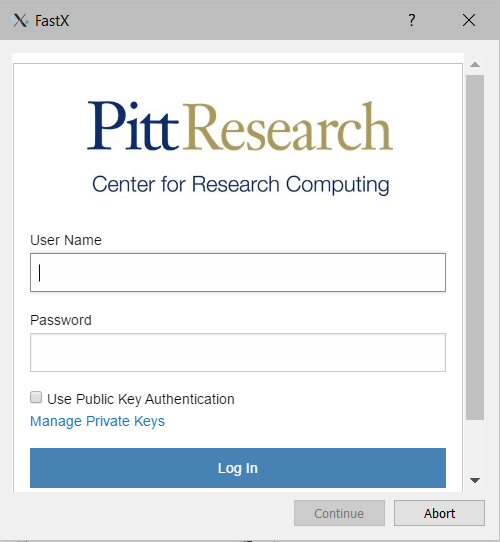 FastX
PittResearch
Center for Research Computing
User Name
Password
Use Public Key Authentication
Manage Private Keys
Log In
Continue
Abort